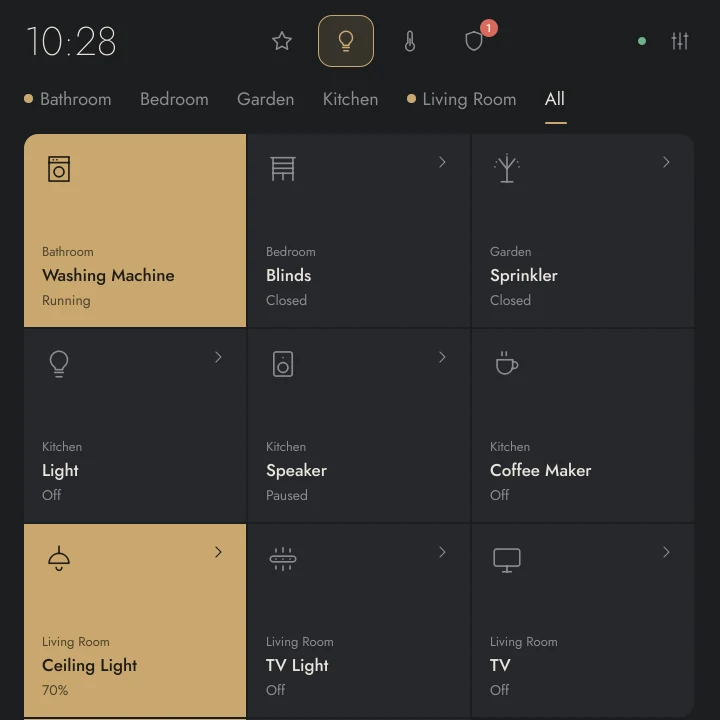 10:28
1
Bathroom Bedroom Garden Kitchen Living Room All
Bathroom
Washing Machine
Running
Bedroom
Blinds
Closed
Garden
Sprinkler
Closed
Kitchen
Light
Off
Kitchen
Speaker
Paused
Kitchen
Coffee Maker
Off
Living Room
Ceiling Light
70%
Living Room
TV Light
Off
Living Room
TV
Off